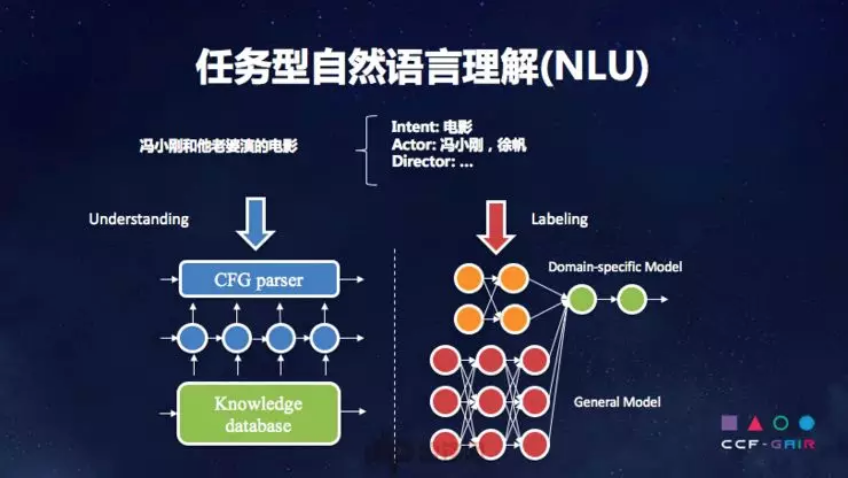 任务型自然语言理解(NLU)
冯小刚和他老婆演的电影
Intent: 电影
Actor: 冯小刚，徐帆
Director: ...
Understanding
Labeling
CFG parser
Domain-specific Model
Knowledge
database
General Model
CCF-GAIR